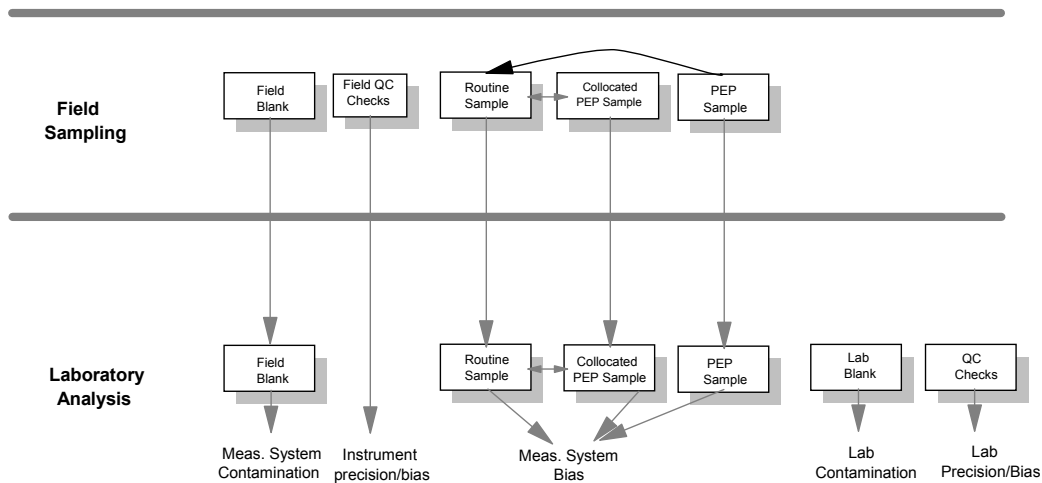 Field
Sampling
Field
Blank
Field QC
Checks
Routine
Sample
Collocated
PEP Sample
PEP
Sample
Laboratory
Analysis
Field
Blank
Routine
Sample
Collocated
PEP Sample
PEP
Sample
Lab
Blank
QC
Checks
Meas. System
Contamination
Instrument
precision/bias
Meas. System
Bias
Lab
Contamination
Lab
Precision/Bias